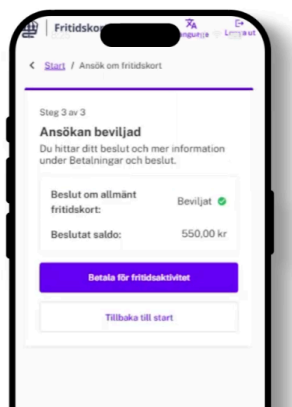 Fritidskor
Logga ut
< Start / Ansök om fritidskort
Steg 3 av 3
Ansökan beviljad
Du hittar ditt beslut och mer information
under Betalningar och beslut.
Beslut om allmänt
fritidskort:
Beviljat
Beslutat saldo:
550,00 kr
Betala för fritidsaktivitet
Tillbaka till start